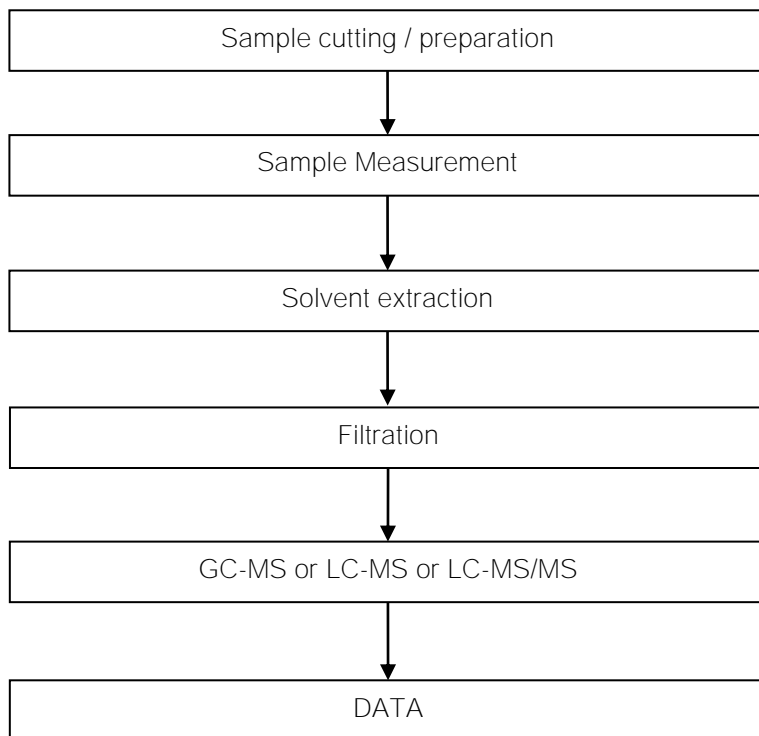 Sample cutting / preparation
Sample Measurement
Solvent extraction
Filtration
GC-MS or LC-MS or LC-MS/MS
DATA